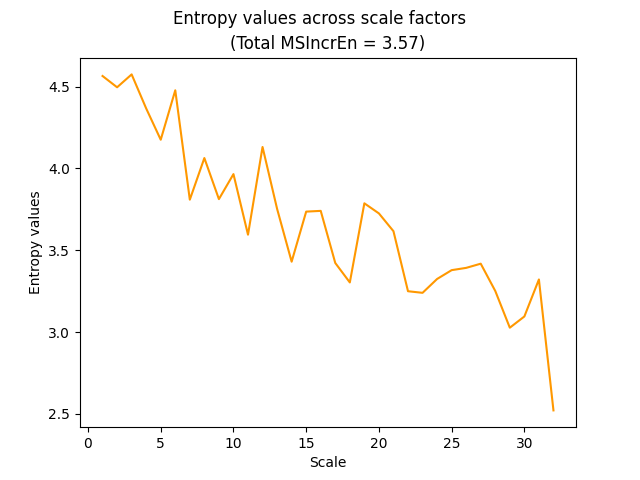 Entropy values across scale factors
(Total MSIncrEn = 3.57)
4.5
4.0
3.5
3.0
2.5
Entropy values
0 5 10 15 20 25 30
Scale